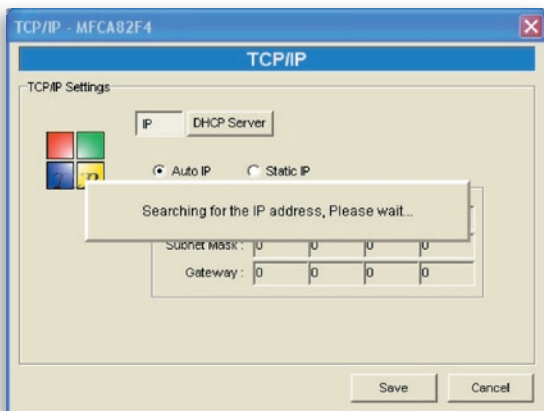 TCP/IP - MFCA82F4
TCP/IP
TCP/IP Settings
IP DHCP Server
Auto IP Static IP
Searching for the IP address, Please wait...
Subnet Mask : 0 0 0 0
Gateway : 0 0 0 0
Save Cancel